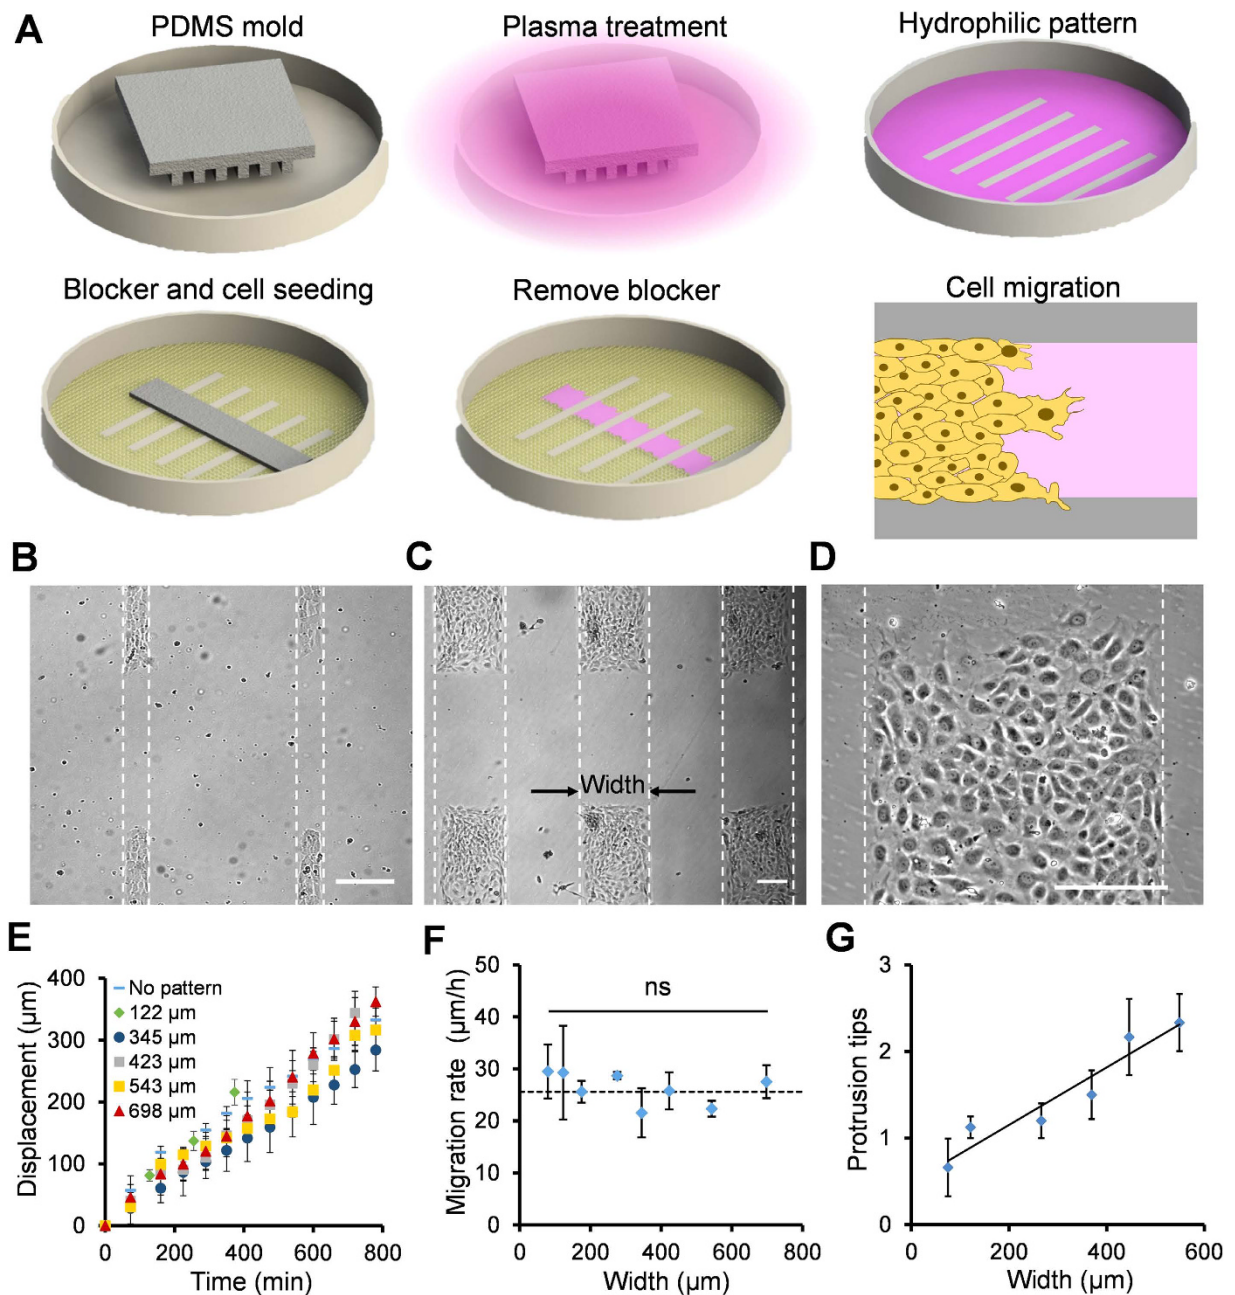 A
PDMS mold
Plasma treatment
Hydrophilic pattern
Blocker and cell seeding
Remove blocker
Cell migration
B
C
D
Width
E
Displacement (µm)
400
300
200
100
0
No pattern
122 µm
345 µm
423 µm
543 µm
698 µm
0 200 400 600 800
Time (min)
F
Migration rate (µm/h)
50
40
30
20
10
0
ns
0 200 400 600 800
Width (µm)
G
Protrusion tips
3
2
1
0
0 200 400 600
Width (µm)